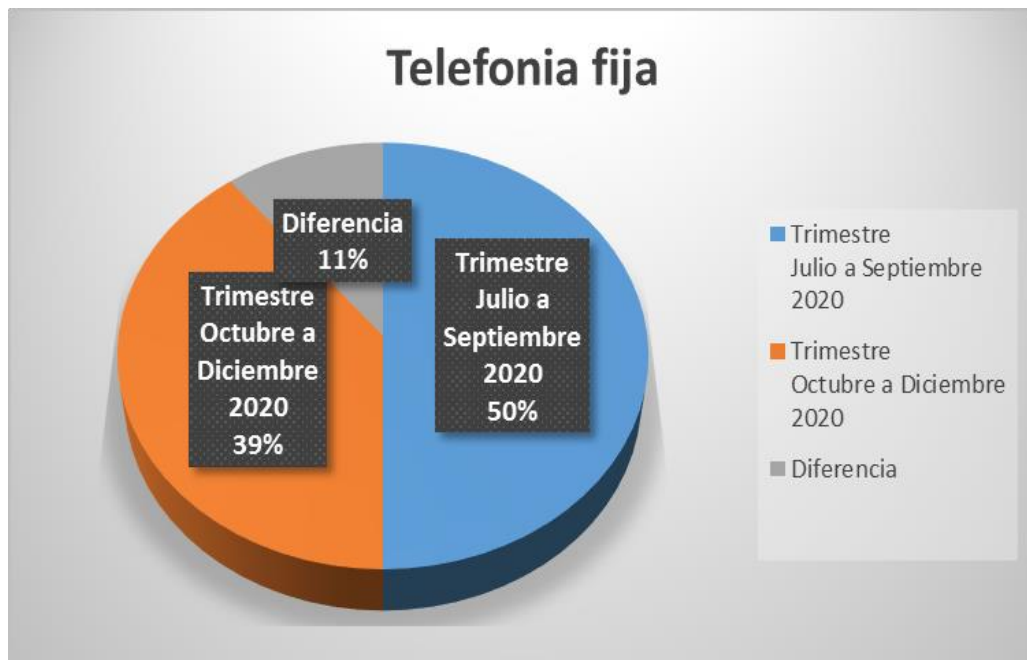 Telefonia fija
Diferencia
11%
Trimestre
Octubre a
Diciembre
2020
39%
Trimestre
Julio a
Septiembre
2020
50%
Trimestre
Julio a Septiembre
2020
Trimestre
Octubre a Diciembre
2020
Diferencia